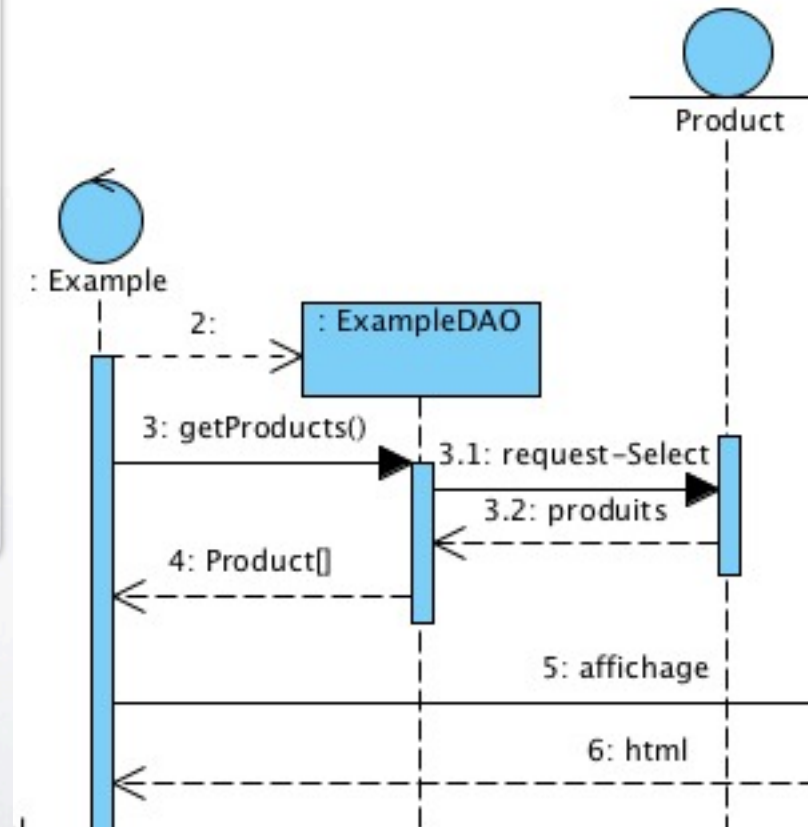 Product
: Example
2:
: ExampleDAO
3: getProducts()
3.1: request-Select
3.2: produits
4: Product[]
5: affichage
6: html